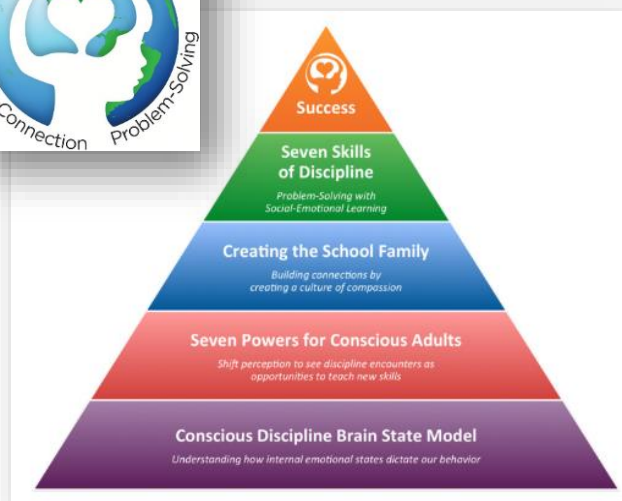 Connection
Problem-Solving
Success
Seven Skills
of Discipline
Problem-Solving with
Social-Emotional Learning
Creating the School Family
Building connections by
creating a culture of compassion
Seven Powers for Conscious Adults
Shift perception to see discipline encounters as
opportunities to teach new skills
Conscious Discipline Brain State Model
Understanding how internal emotional states dictate our behavior